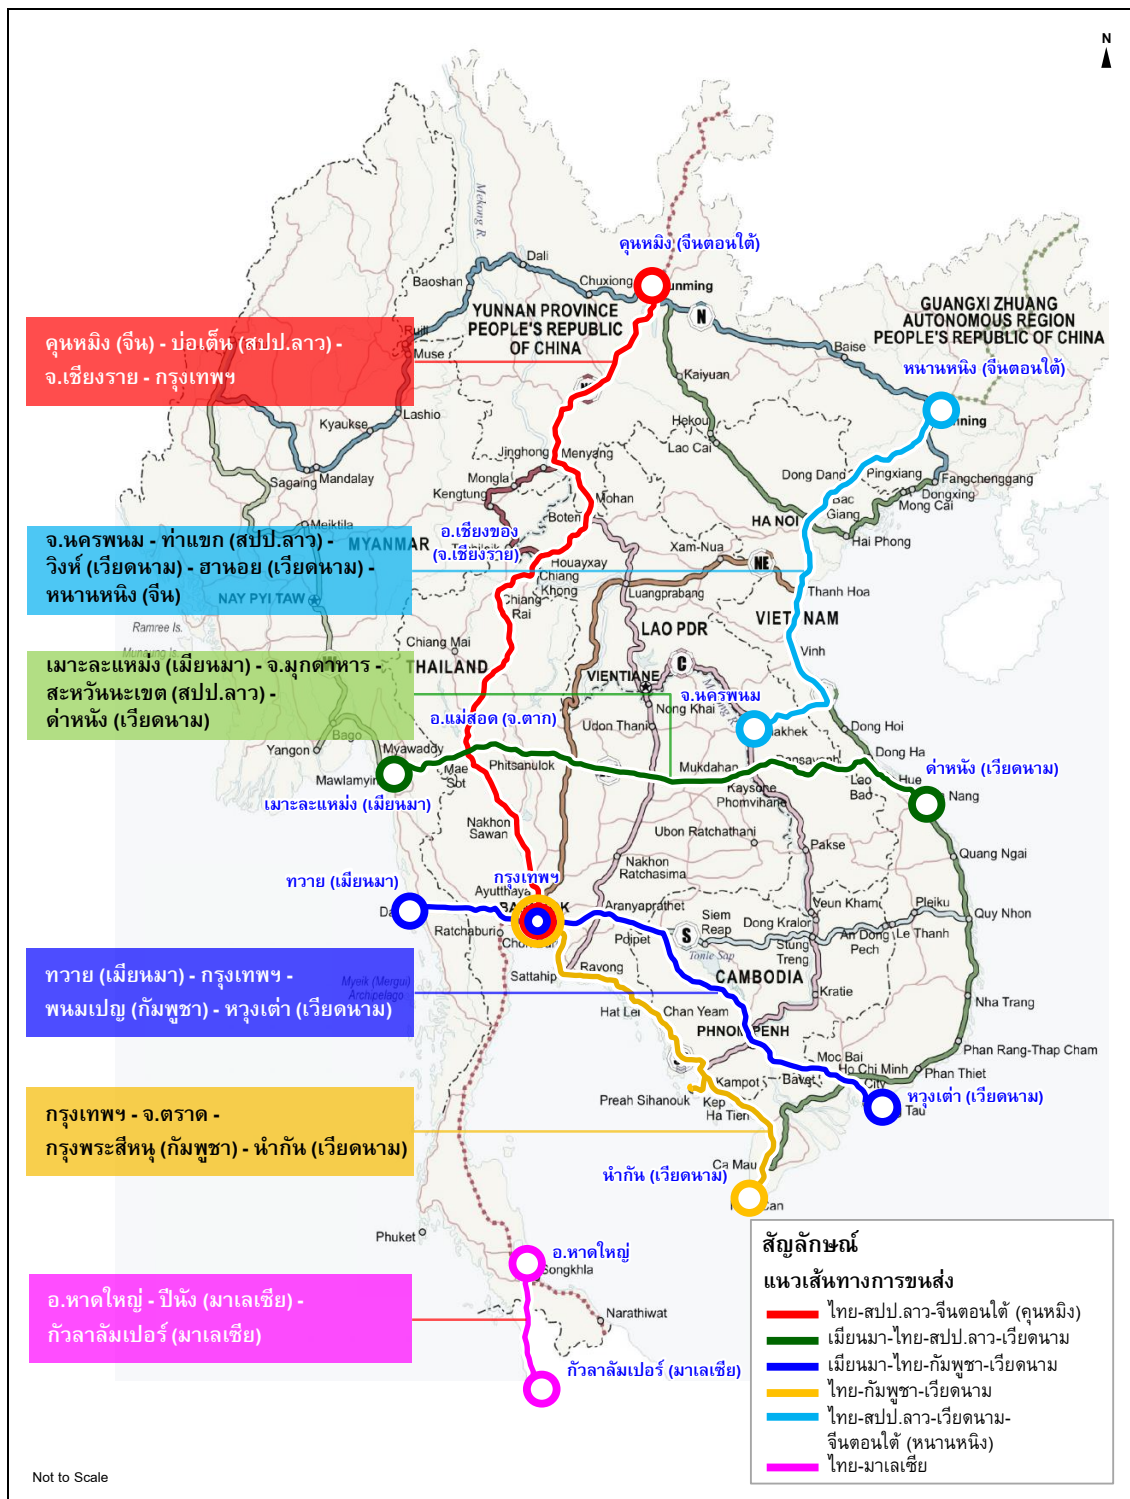 N
คุนหมิง (จีนตอนใต้)
Mekong R.
Dali
Baoshan
Chuxiong
unming
YUNNAN PROVINCE
PEOPLE'S REPUBLIC
OF CHINA
N
GUANGXI ZHUANG
AUTONOMOUS REGION
PEOPLE'S REPUBLIC OF CHINA
คุนหมิง (จีน) - บ่อเต็น (สปป.ลาว) -
จ.เชียงราย - กรุงเทพฯ
Ruili
Muse
Baise
หนานหนิง (จีนตอนใต้)
Kaiyuan
Lashio
Kyaukse
Hekou
Lao Cai
nning
Jinghong
Menyang
Sagaing
Mandalay
Mongla
Kengtung
Dong Dang
Pingxiang
Fangchenggang
Dongxing
Mong Cai
Mohan
Boten
Bac
Giang
HA NOI
Hai Phong
Meiktila
MYANMAR
อ.เชียงของ
(จ.เชียงราย)
จ.นครพนม - ท่าแขก (สปป.ลาว) -
วิงห์ (เวียดนาม) - ฮานอย (เวียดนาม) -
หนานหนิง (จีน)
Xam-Nua
NE
Houayxay
Chiang
Khong
Luangprabang
Thanh Hoa
NAY PYI TAW
Chiang
Rai
Ramree Is.
LAO PDR
VIET NAM
Chiang Mai
THAILAND
Vinh
เมาะละแหม่ง (เมียนมา) - จ.มุกดาหาร -
สะหวันนะเขต (สปป.ลาว) -
ด่าหนัง (เวียดนาม)
C
VIENTIANE
Nong Khai
จ.นครพนม
อ.แม่สอด (จ.ตาก)
Udon Thani
akhek
Dong Hoi
Bago
Yangon
Myawaddy
Dong Ha
Mae
Sot
Phitsanulok
Mukdahan
Dansavanh
Mawlamyin
Kaysone
Phomvihane
Lao
Bao
Hue
ด่าหนัง (เวียดนาม)
Nang
เมาะละแหม่ง (เมียนมา)
Nakhon
Sawan
Ubon Ratchathani
Pakse
Quang Ngai
Nakhon
Ratchasima
กรุงเทพฯ
ทวาย (เมียนมา)
Ayutthaya
Aranyaprathet
Siem
Reap
Dong Kralor
Veun Kham
Pleiku
Quy Nhon
Ratchaburi
Poipet
S
Stung
Treng
An Dong
Pech
Le Thanh
Tonle Sap
Sattahip
Rayong
CAMBODIA
Kratie
Nha Trang
ทวาย (เมียนมา) - กรุงเทพฯ -
พนมเปญ (กัมพูชา) - หวุงเต่า (เวียดนาม)
Myeik (Mergui)
Archipelago
Hat Lei
Chan Yeam
PHNOM PENH
Phan Rang-Thap Cham
Moc Bai
Ho Chi Minh
City
Phan Thiet
Kampot
Bavet
Preah Sihanouk
Kep
Ha Tien
หวุงเต่า (เวียดนาม)
Tau
กรุงเทพฯ - จ.ตราด -
กรุงพระสีหนุ (กัมพูชา) - นำกัน (เวียดนาม)
Ca Mau
นำกัน (เวียดนาม)
Can
Phuket
อ.หาดใหญ่
Songkhla
Narathiwat
อ.หาดใหญ่ - ปีนัง (มาเลเซีย) -
กัวลาลัมเปอร์ (มาเลเซีย)
กัวลาลัมเปอร์ (มาเลเซีย)
สัญลักษณ์
แนวเส้นทางการขนส่ง
ไทย-สปป.ลาว-จีนตอนใต้ (คุนหมิง)
เมียนมา-ไทย-สปป.ลาว-เวียดนาม
เมียนมา-ไทย-กัมพูชา-เวียดนาม
ไทย-กัมพูชา-เวียดนาม
ไทย-สปป.ลาว-เวียดนาม-
จีนตอนใต้ (หนานหนิง)
ไทย-มาเลเซีย
Not to Scale